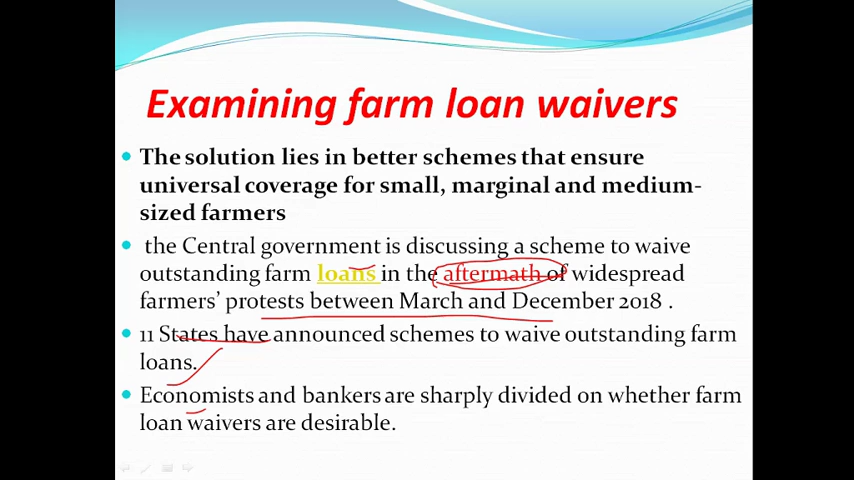 Examining farm loan waivers
The solution lies in better schemes that ensure
universal coverage for small, marginal and medium-
sized farmers
the Central government is discussing a scheme to waive
outstanding farm loans in the aftermath of widespread
farmers’ protests between March and December 2018 .
11 States have announced schemes to waive outstanding farm
loans.
Economists and bankers are sharply divided on whether farm
loan waivers are desirable.